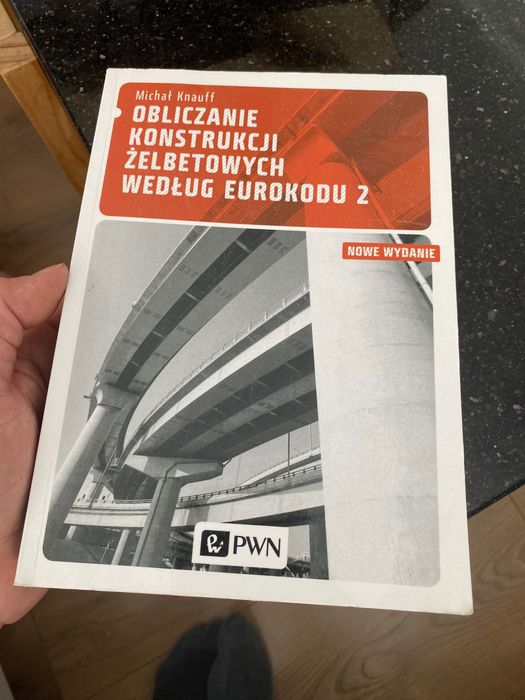 Michał Knauff
OBLICZANIE
KONSTRUKCJI
ŻELBETOWYCH
WEDŁUG EUROKODU 2
NOWE WYDANIE
PWN